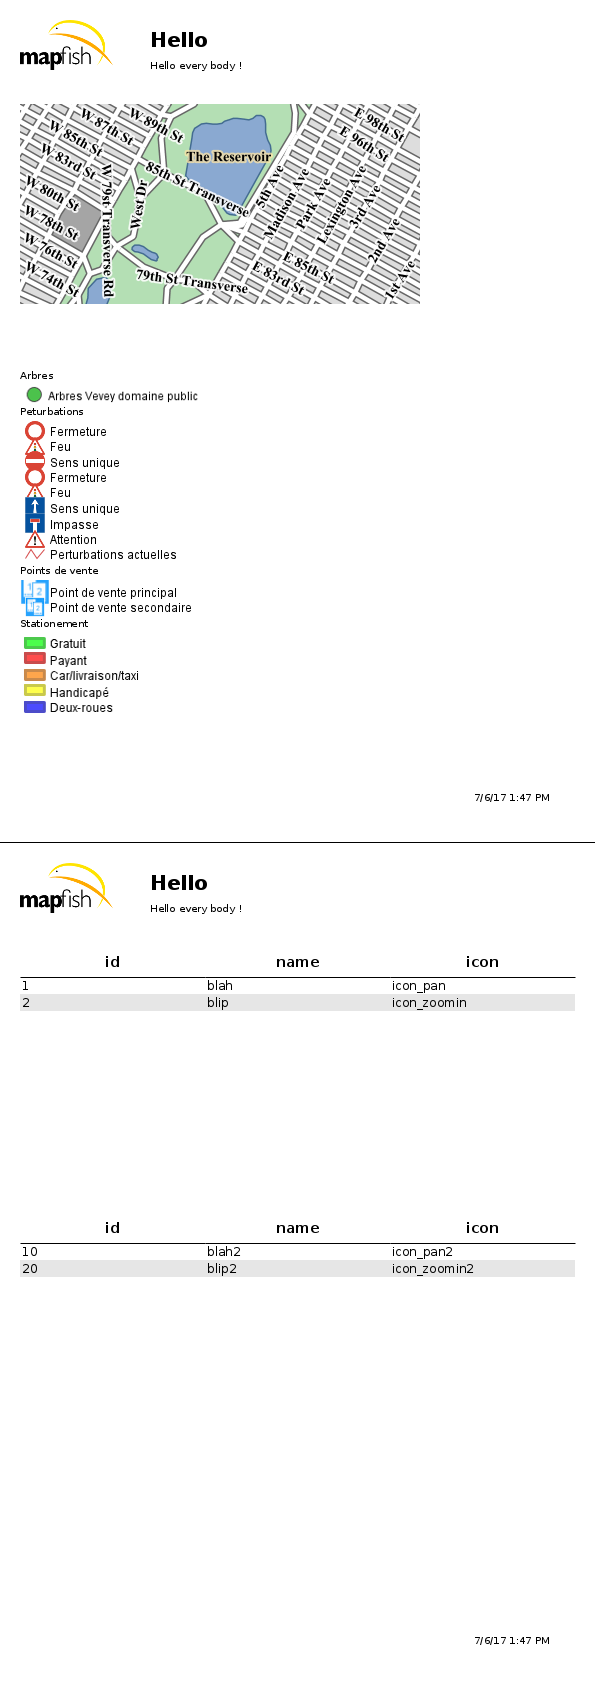 mapfish
Hello
Hello every body !
W 89th St
W 87th St
W 85th St
W 83rd St
W 80th St
W 78th St
W 76th St
W 74th St
W 79st Transverse Rd
West Dr
85th St Transverse
The Reservoir
79th St Transverse
5th Ave
Madison Ave
Park Ave
Lexington Ave
3rd Ave
2nd Ave
1st Ave
E 98th St
E 96th St
E 85th St
E 83rd St
Arbres
Arbres Vevey domaine public
Peturbations
Fermeture
Feu
Sens unique
Fermeture
Feu
Sens unique
Impasse
Attention
Perturbations actuelles
Points de vente
Point de vente principal
Point de vente secondaire
Stationement
Gratuit
Payant
Car/livraison/taxi
Handicapé
Deux-roues
7/6/17 1:47 PM
mapfish
Hello
Hello every body !
id name icon
1 blah icon_pan
2 blip icon_zoomin
id name icon
10 blah2 icon_pan2
20 blip2 icon_zoomin2
7/6/17 1:47 PM